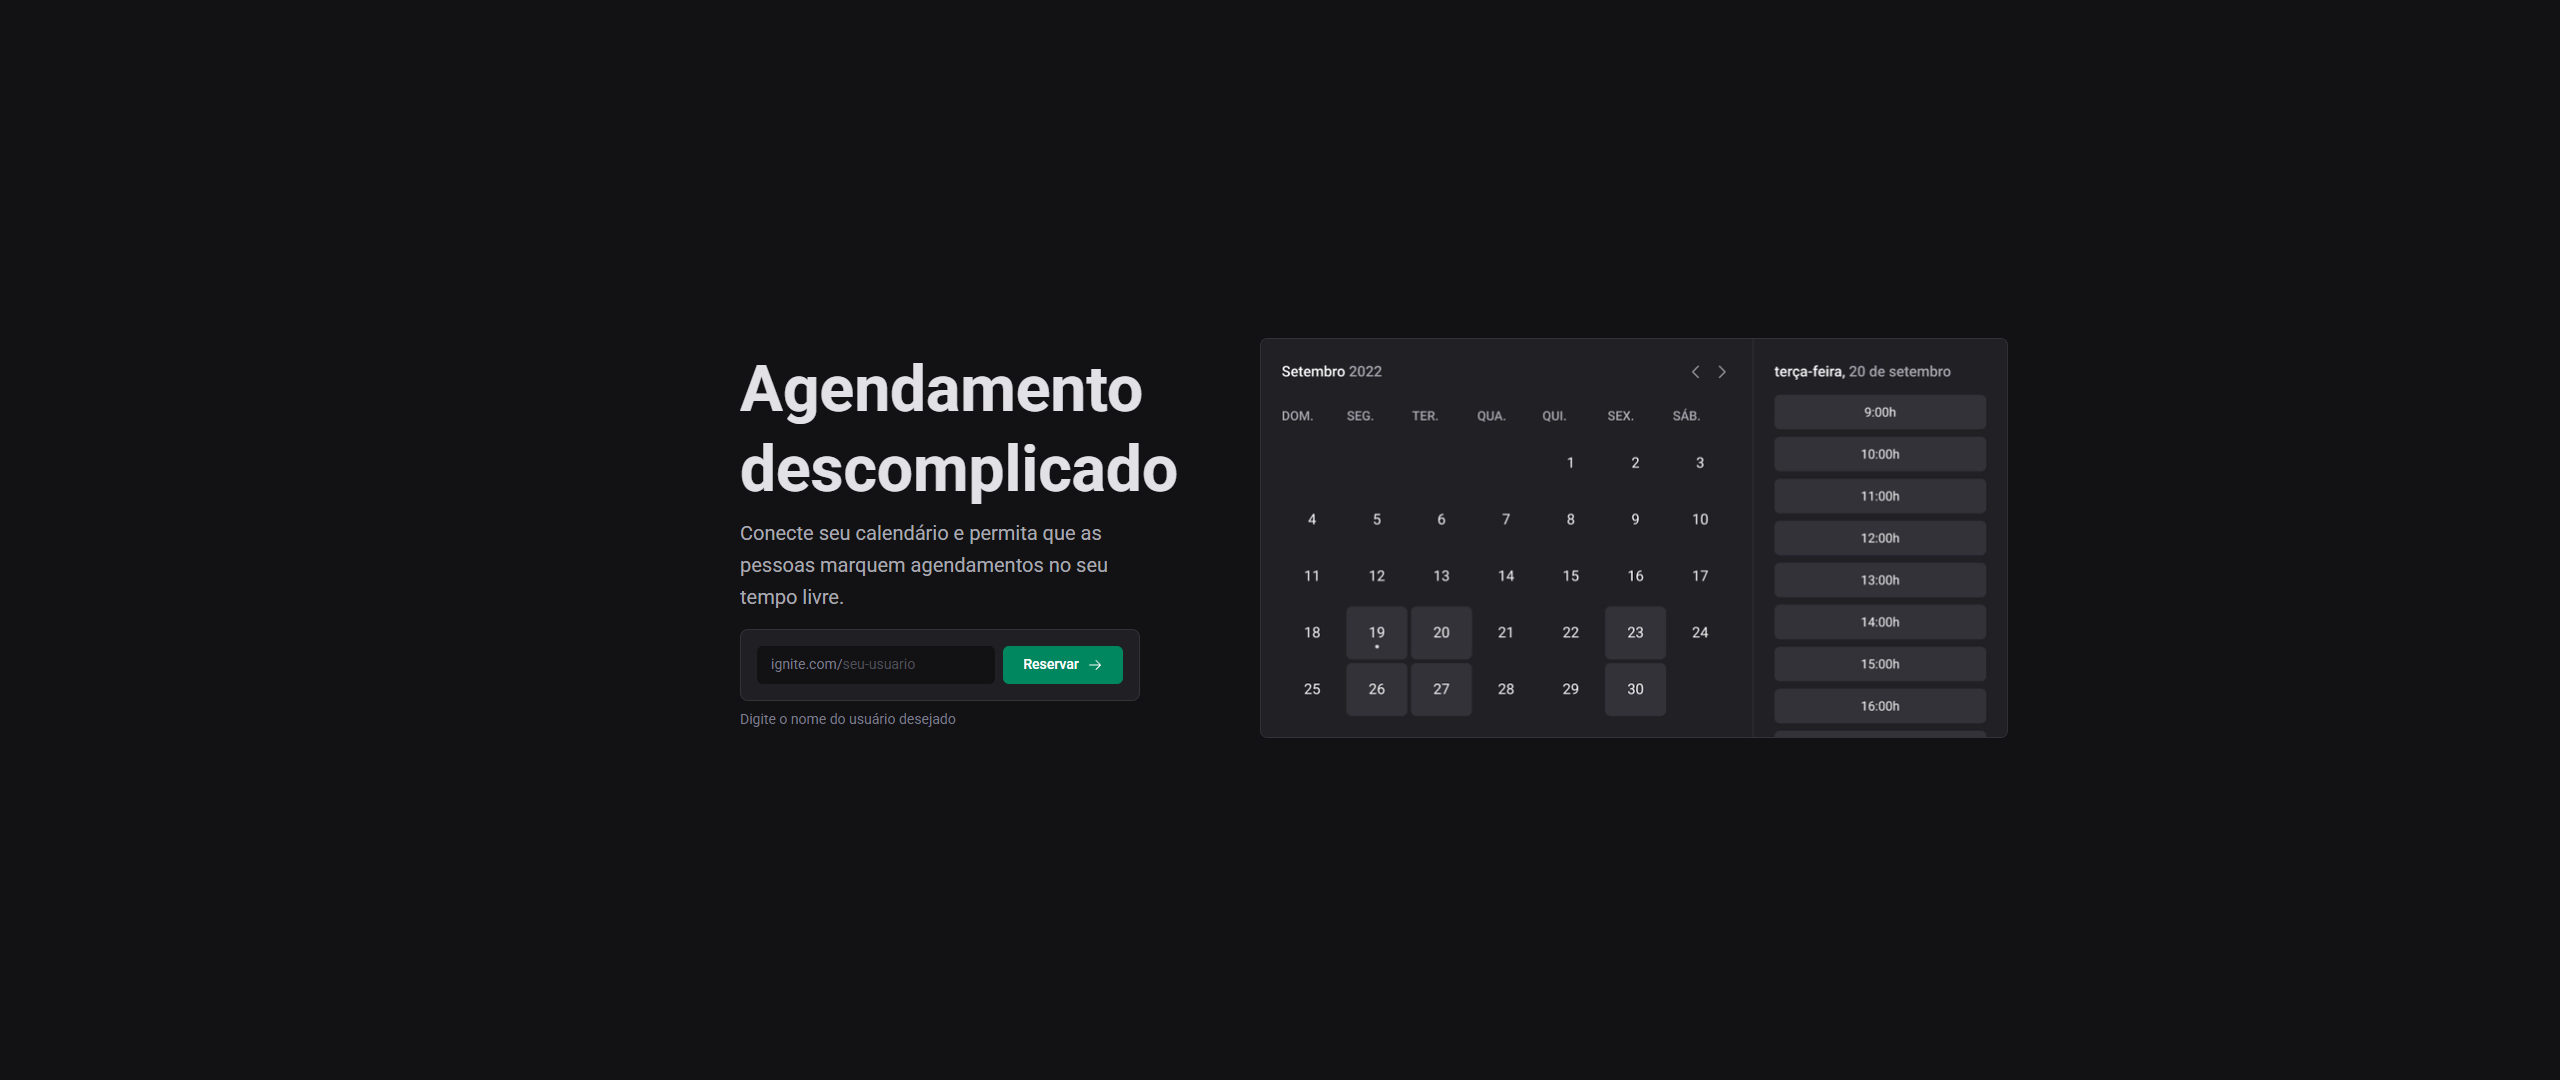 Agendamento
descomplicado
Conecte seu calendário e permita que as
pessoas marquem agendamentos no seu
tempo livre.
ignite.com/seu-usuario
Reservar
Digite o nome do usuário desejado
Setembro 2022
DOM. SEG. TER. QUA. QUI. SEX. SÁB.
1 2 3
4 5 6 7 8 9 10
11 12 13 14 15 16 17
18 19 20 21 22 23 24
25 26 27 28 29 30
terça-feira, 20 de setembro
9:00h
10:00h
11:00h
12:00h
13:00h
14:00h
15:00h
16:00h